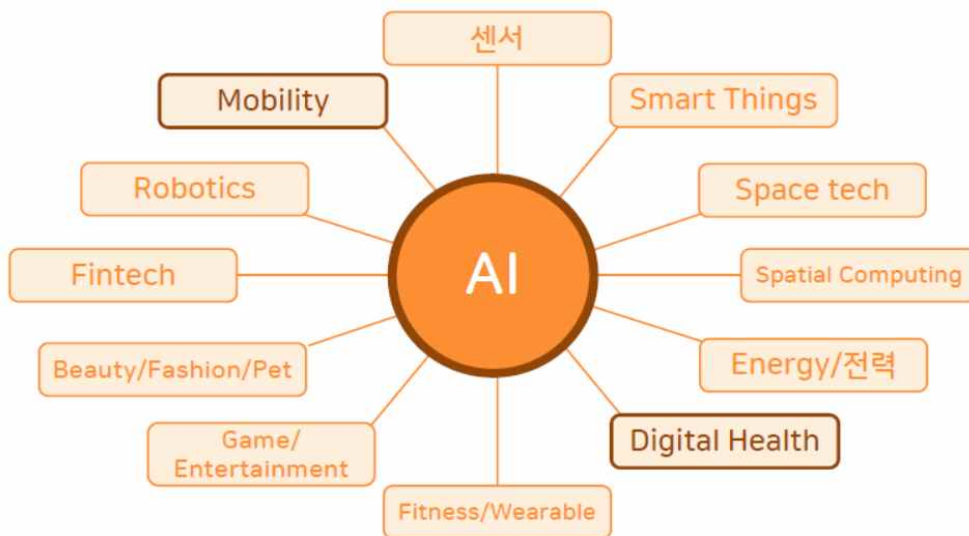 센서
Mobility
Smart Things
Robotics
Space tech
AI
Fintech
Spatial Computing
Beauty/Fashion/Pet
Energy/전력
Game/
Entertainment
Digital Health
Fitness/Wearable